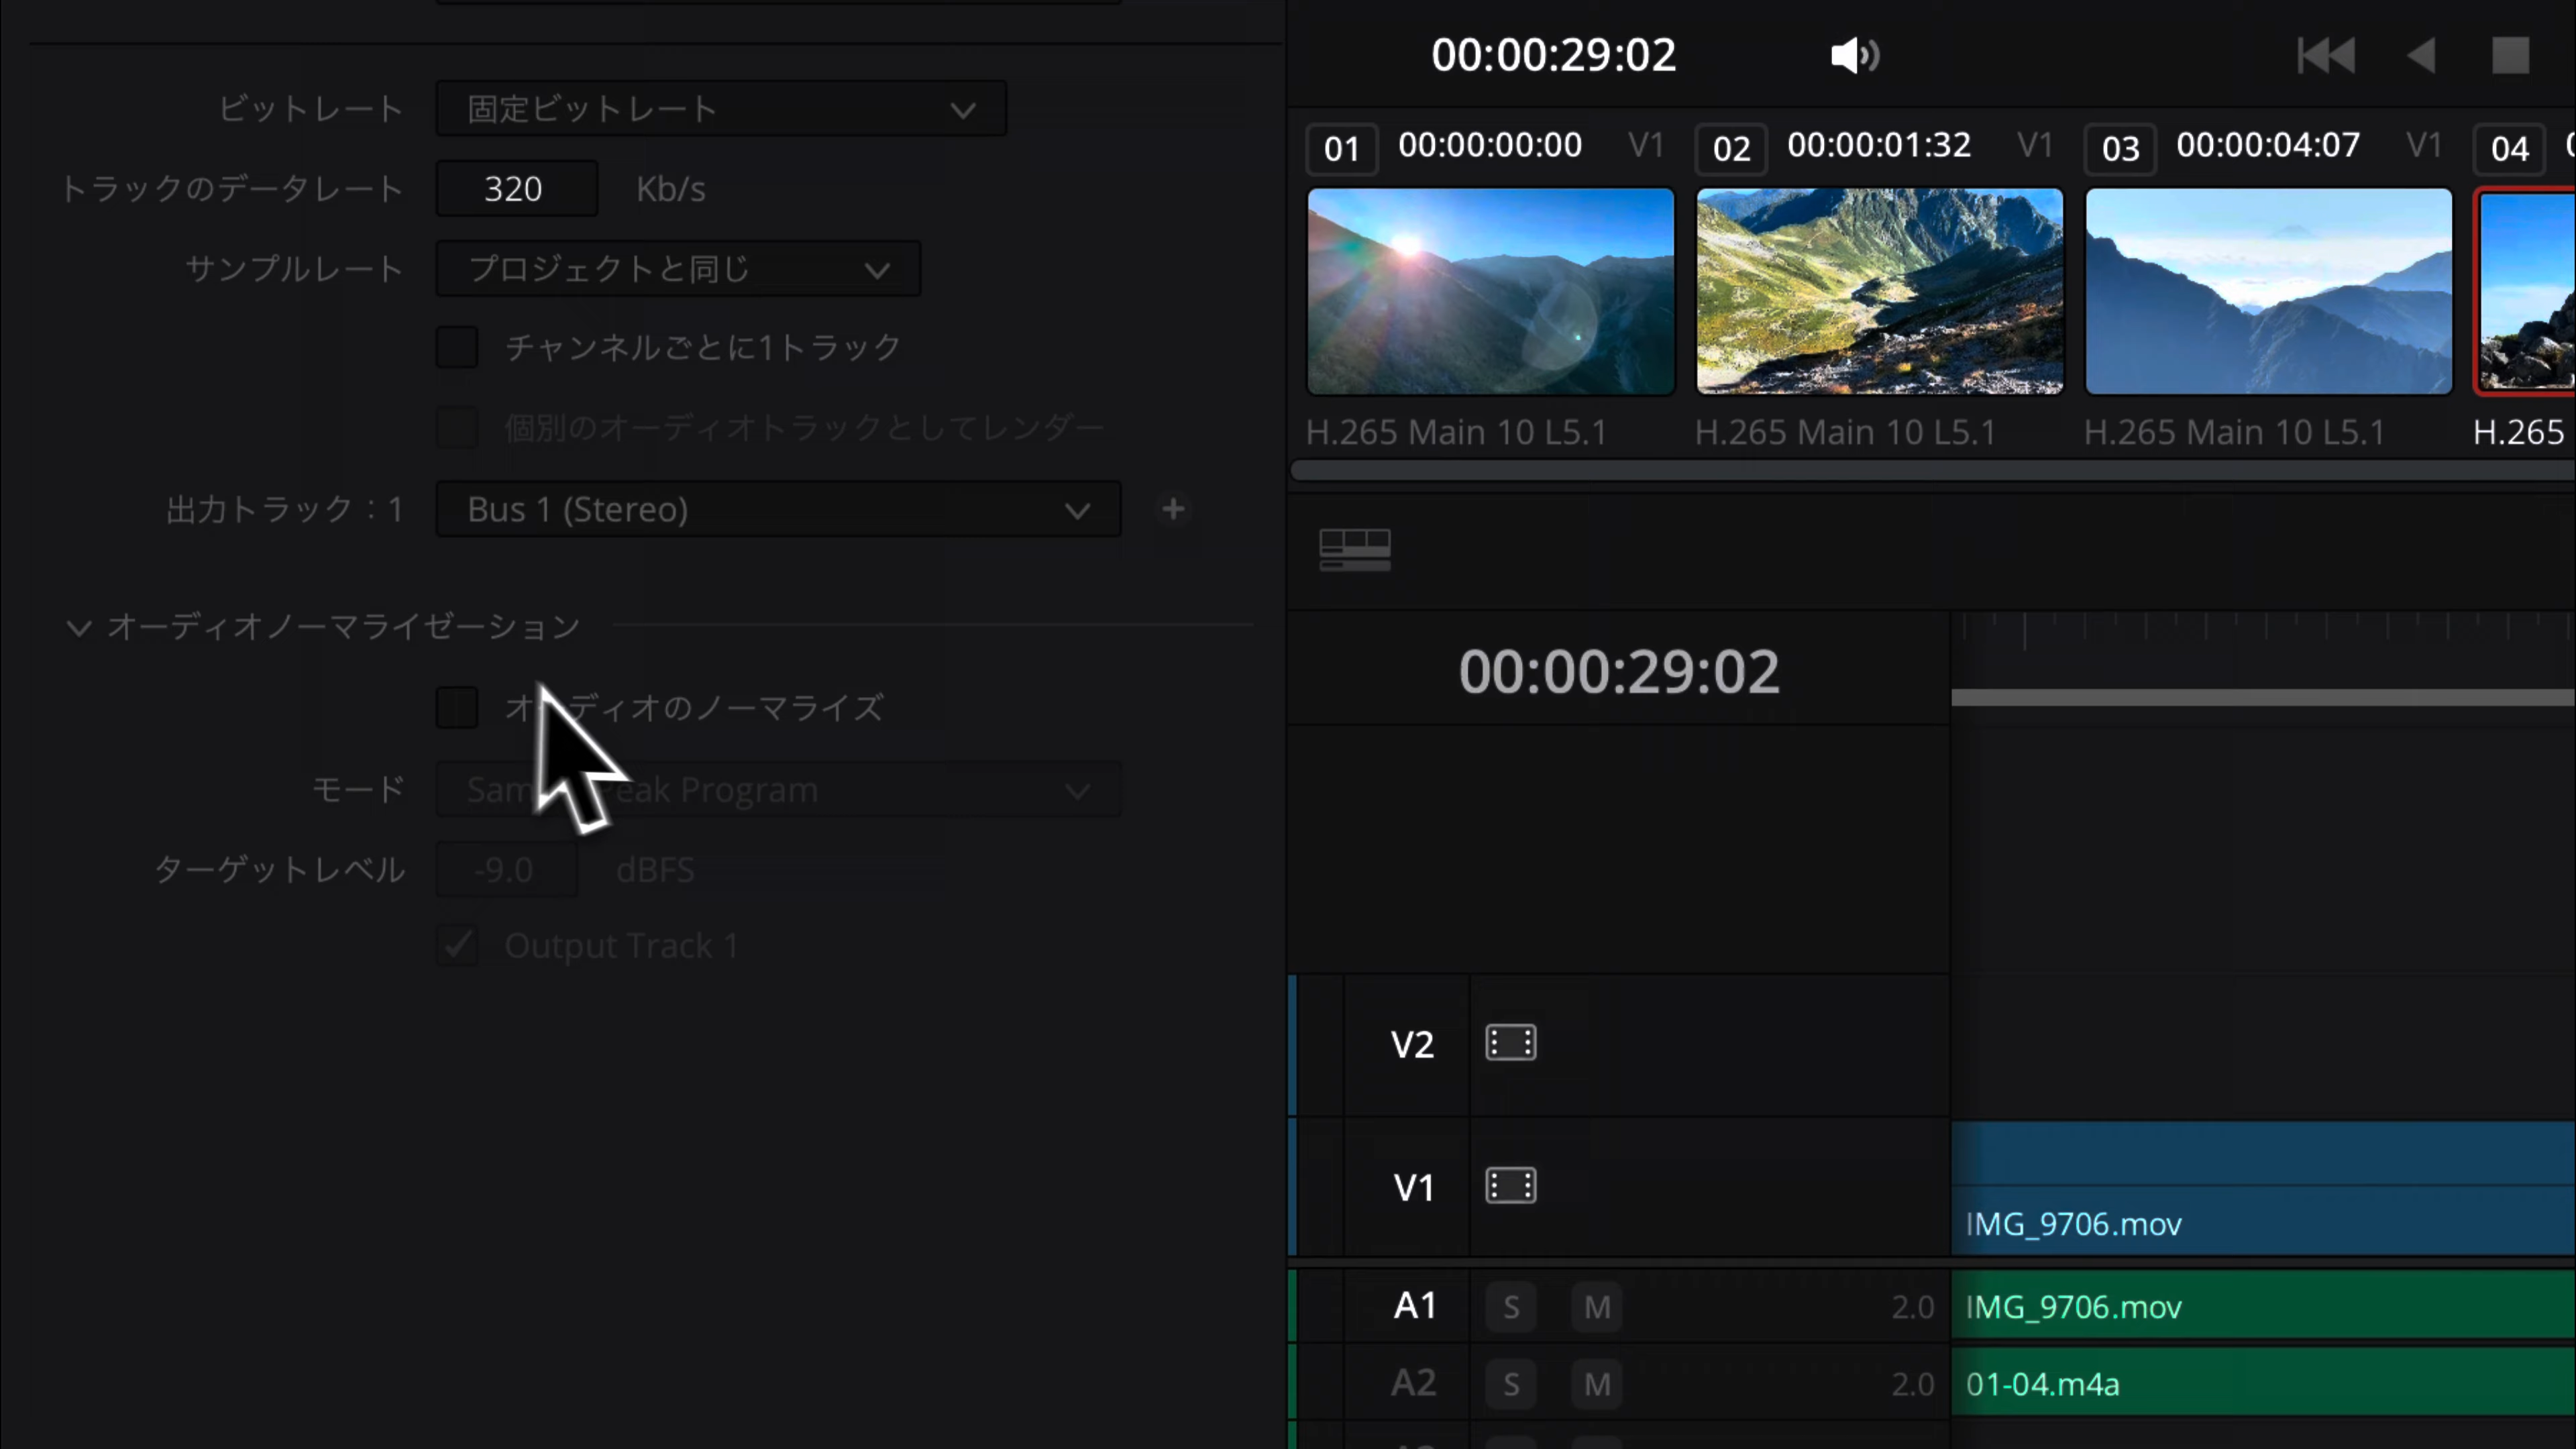 ビットレート 固定ビットレート
トラックのデータレート 320 Kb/s
サンプルレート プロジェクトと同じ
チャンネルごとに1トラック
個別のオーディオトラックとしてレンダー
出力トラック：1 Bus 1 (Stereo) +
オーディオノーマライゼーション
オーディオのノーマライズ
モード Program
ターゲットレベル -9.0 dBFS
Output Track 1
00:00:29:02
01 00:00:00:00 V1 02 00:00:01:32 V1 03 00:00:04:07 V1 04
H.265 Main 10 L5.1 H.265 Main 10 L5.1 H.265 Main 10 L5.1 H.265
00:00:29:02
V2
V1
IMG_9706.mov
A1 S M 2.0 IMG_9706.mov
A2 S M 2.0 01-04.m4a